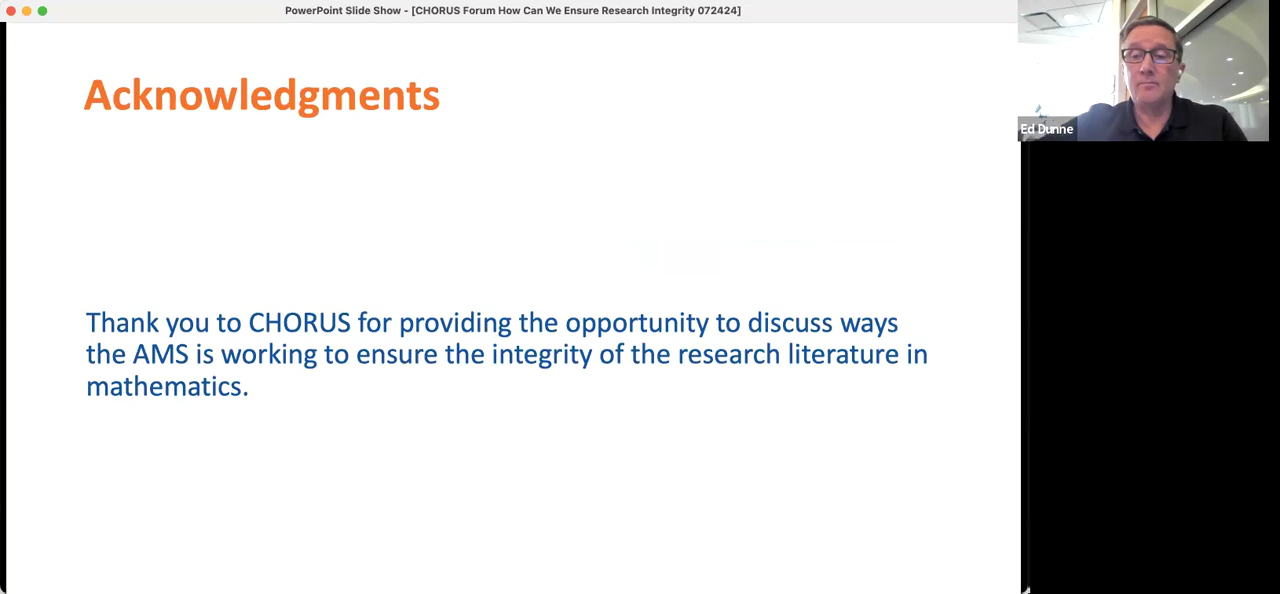 PowerPoint Slide Show - [CHORUS Forum How Can We Ensure Research Integrity 072424]
Ed Dunne
Acknowledgments
Thank you to CHORUS for providing the opportunity to discuss ways
the AMS is working to ensure the integrity of the research literature in
mathematics.